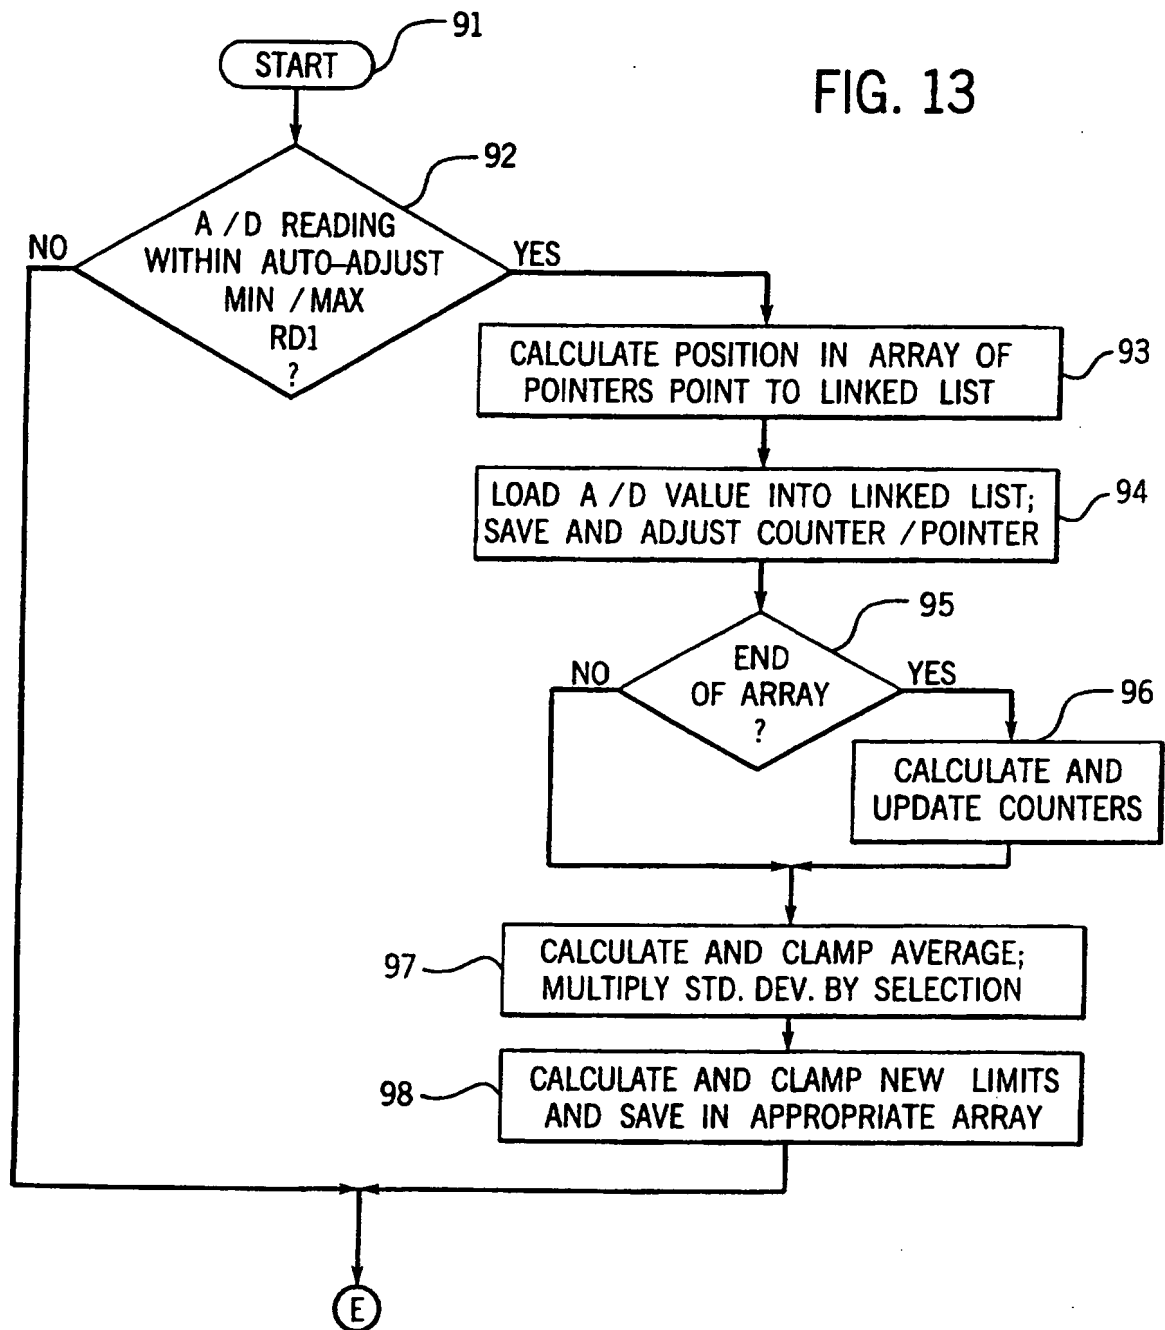 91
START
FIG. 13
92
A/D READING
WITHIN AUTO-ADJUST
MIN/MAX
RD1
?
NO
YES
CALCULATE POSITION IN ARRAY OF
POINTERS POINT TO LINKED LIST
93
LOAD A/D VALUE INTO LINKED LIST;
SAVE AND ADJUST COUNTER/POINTER
94
95
END
OF ARRAY
?
NO
YES
96
CALCULATE AND
UPDATE COUNTERS
97
CALCULATE AND CLAMP AVERAGE;
MULTIPLY STD. DEV. BY SELECTION
98
CALCULATE AND CLAMP NEW LIMITS
AND SAVE IN APPROPRIATE ARRAY
E